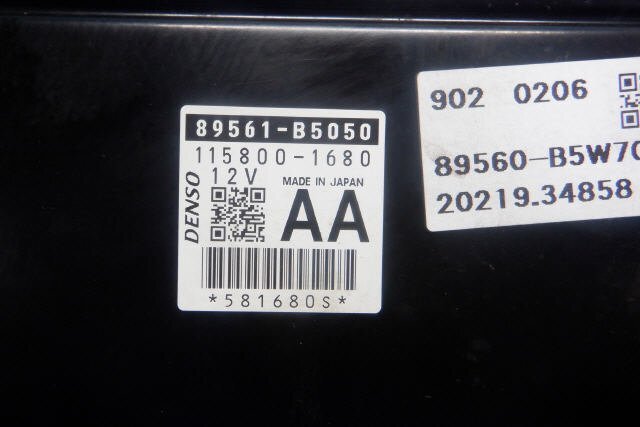 89561-B5050
115800-1680
12V
MADE IN JAPAN
DENSO
AA
*581680S*
902 0206
89560-B5W70
20219.34858